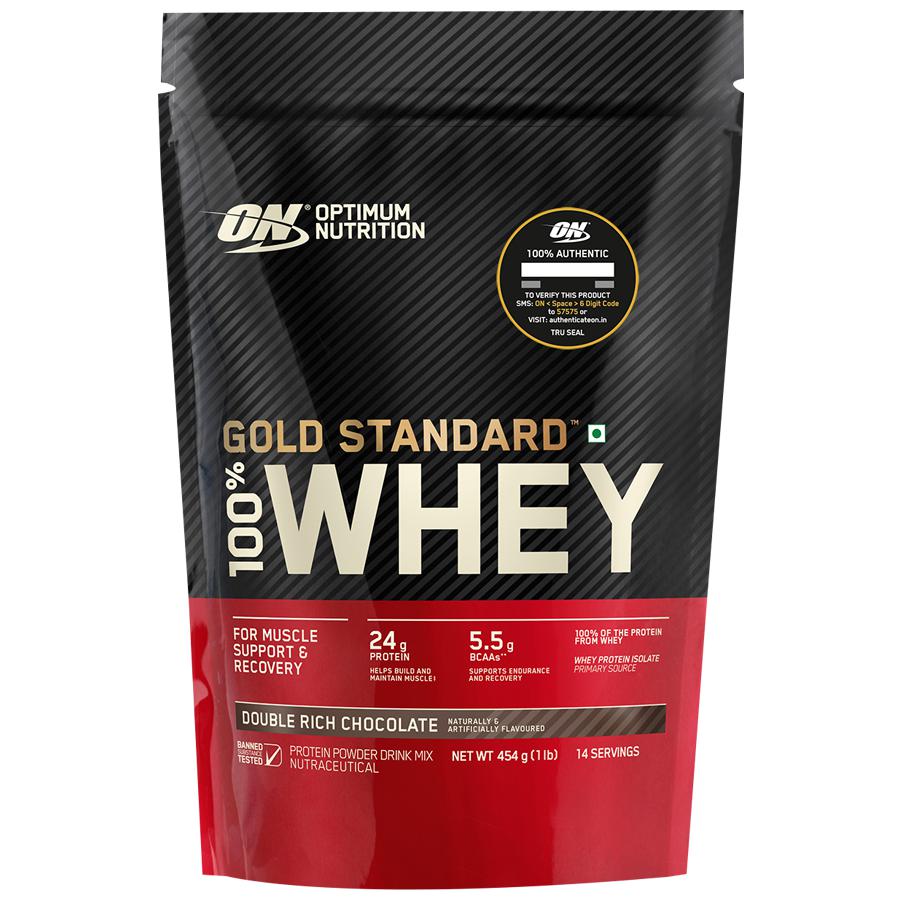 ON® OPTIMUM
NUTRITION
ON
100% AUTHENTIC
TO VERIFY THIS PRODUCT
SMS: ON < Space > 6 Digit Code
to 57575 or
VISIT: authenticateon.in
TRU SEAL
GOLD STANDARD™
100% WHEY
FOR MUSCLE
SUPPORT &
RECOVERY
24 g
PROTEIN
HELPS BUILD AND
MAINTAIN MUSCLE‡
5.5 g
BCAAs**
SUPPORTS ENDURANCE
AND RECOVERY
100% OF THE PROTEIN
FROM WHEY
WHEY PROTEIN ISOLATE
PRIMARY SOURCE
DOUBLE RICH CHOCOLATE
NATURALLY &
ARTIFICIALLY FLAVOURED
BANNED
SUBSTANCE
TESTED
PROTEIN POWDER DRINK MIX
NUTRACEUTICAL
NET WT 454 g (1 lb)
14 SERVINGS